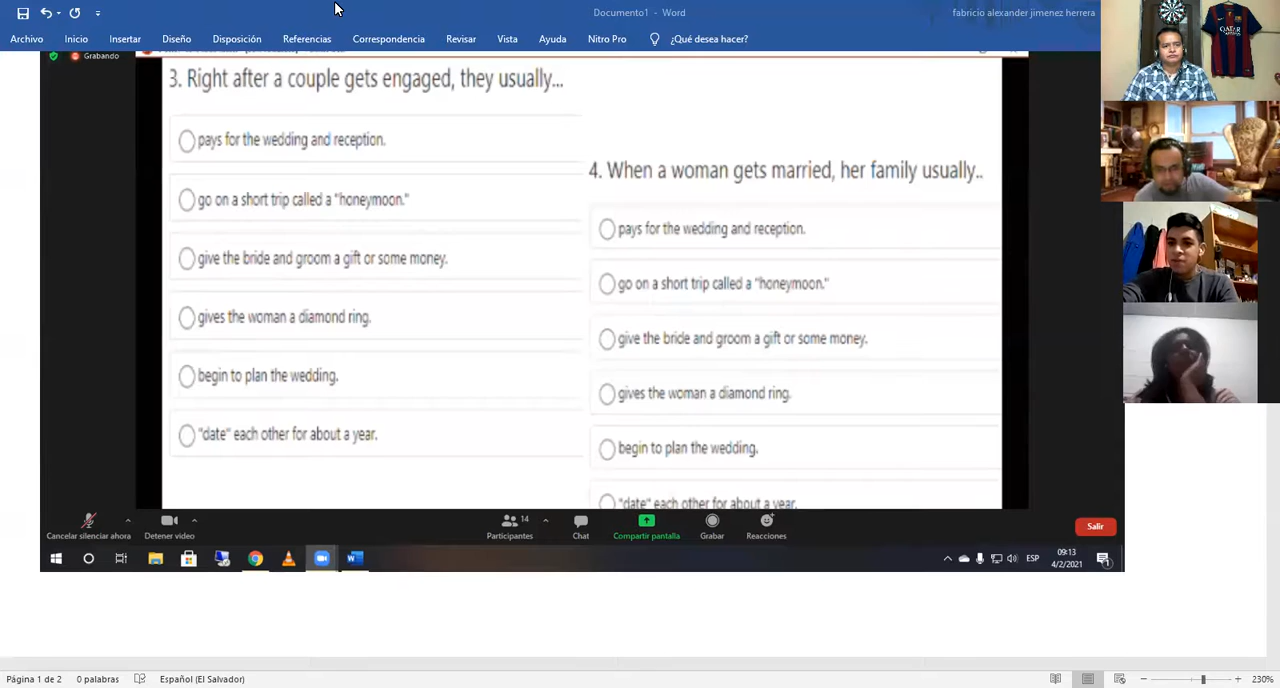 Documento1 - Word
fabricio alexander jimenez herrera
Archivo Inicio Insertar Diseño Disposición Referencias Correspondencia Revisar Vista Ayuda Nitro Pro ¿Qué desea hacer?
Grabando
3. Right after a couple gets engaged, they usually...
pays for the wedding and reception.
go on a short trip called a "honeymoon."
give the bride and groom a gift or some money.
gives the woman a diamond ring.
begin to plan the wedding.
"date" each other for about a year.
4. When a woman gets married, her family usually..
pays for the wedding and reception.
go on a short trip called a "honeymoon."
give the bride and groom a gift or some money.
gives the woman a diamond ring.
begin to plan the wedding.
"date" each other for about a year.
Cancelar silenciar ahora Detener video Participantes 14 Chat Compartir pantalla Grabar Reacciones Salir
ESP
09:13
4/2/2021
Página 1 de 2 0 palabras Español (El Salvador) 230%